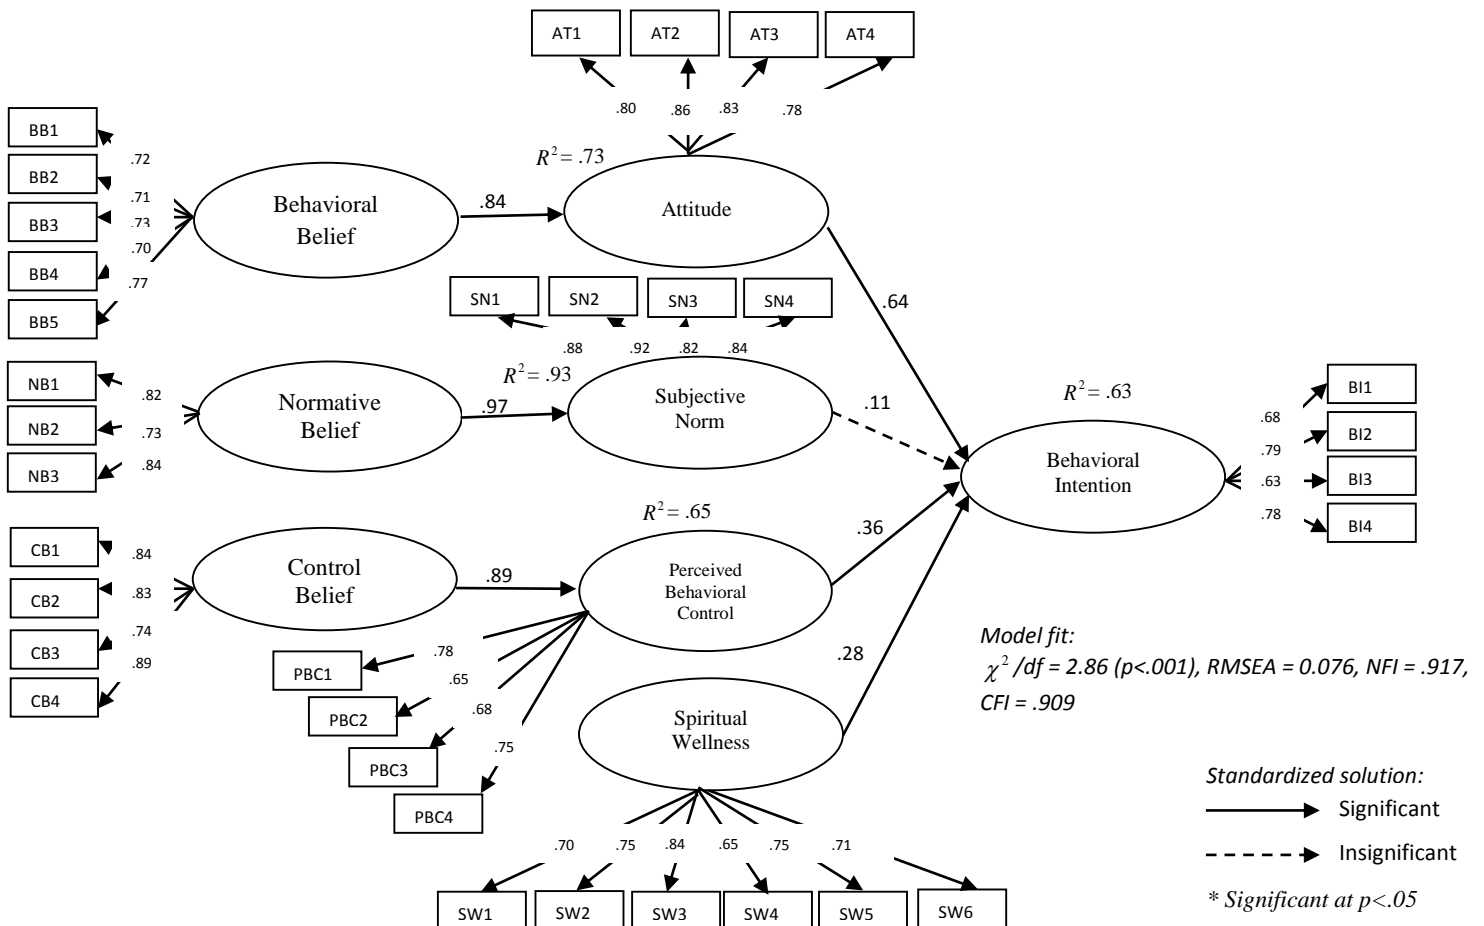 AT1
AT2
AT3
AT4
.80
.86
.83
.78
BB1
BB2
BB3
BB4
BB5
.72
.71
.73
.70
.77
Behavioral
Belief
.84
R² = .73
Attitude
.64
SN1
SN2
SN3
SN4
.88
.92
.82
.84
NB1
NB2
NB3
.82
.73
.84
Normative
Belief
.97
R² = .93
Subjective
Norm
.11
R² = .63
Behavioral
Intention
.68
.79
.63
.78
BI1
BI2
BI3
BI4
CB1
CB2
CB3
CB4
.84
.83
.74
.89
Control
Belief
.89
R² = .65
Perceived
Behavioral
Control
.36
.78
.65
.68
.75
PBC1
PBC2
PBC3
PBC4
Spiritual
Wellness
.28
.70
.75
.84
.65
.75
.71
SW1
SW2
SW3
SW4
SW5
SW6
Model fit:
χ² /df = 2.86 (p<.001), RMSEA = 0.076, NFI = .917,
CFI = .909
Standardized solution:
Significant
Insignificant
* Significant at p<.05